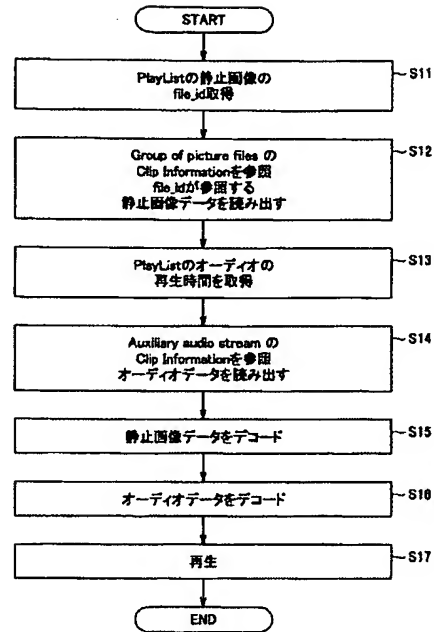 START
PlayListの静止画像の
file_id取得
S11
Group of picture files の
Clip Informationを参照
file_idが参照する
静止画像データを読み出す
S12
PlayListのオーディオの
再生時間を取得
S13
Auxiliary audio stream の
Clip Informationを参照
オーディオデータを読み出す
S14
静止画像データをデコード
S15
オーディオデータをデコード
S16
再生
S17
END